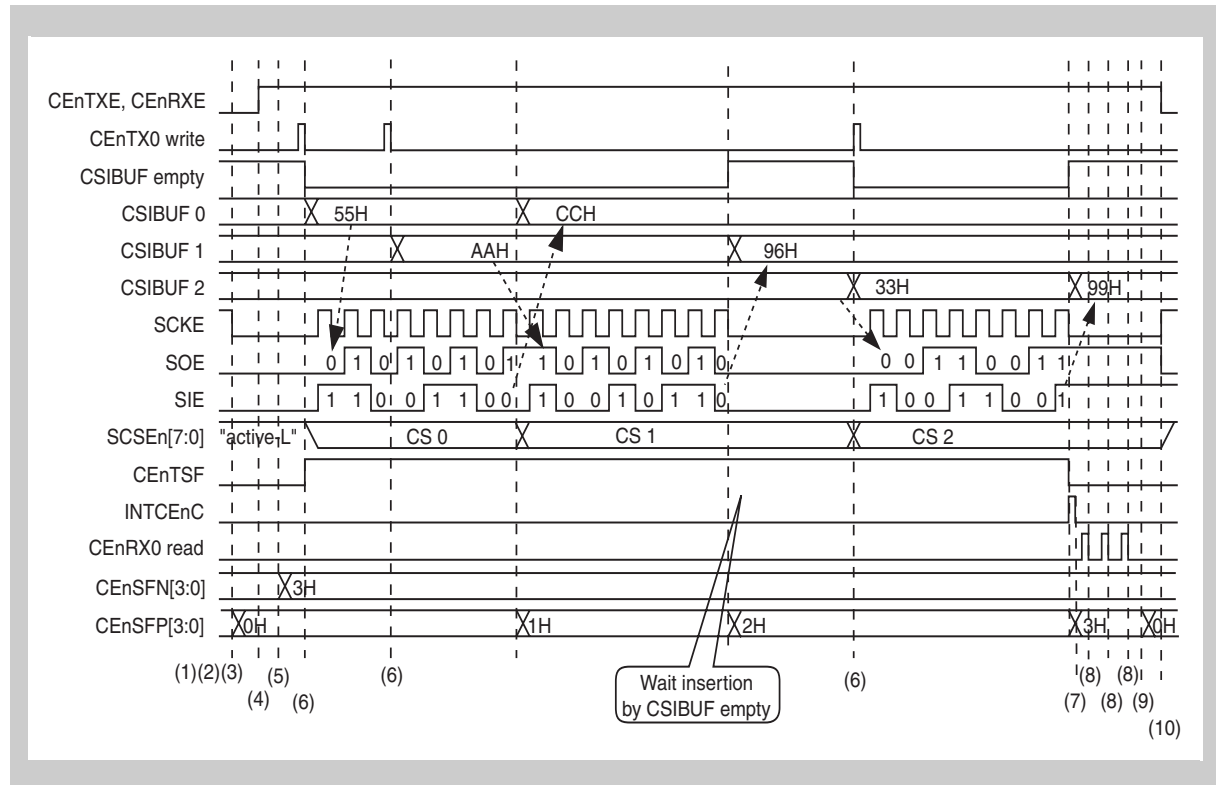 CEnTXE, CEnRXE
CEnTX0 write
CSIBUF empty
CSIBUF 0 55H CCH
CSIBUF 1 AAH 96H
CSIBUF 2 33H 99H
SCKE
SOE 0 1 0 1 0 1 0 1 1 0 1 0 1 0 1 0 0 0 1 1 0 0 1 1
SIE 1 1 0 0 1 1 0 0 1 0 0 1 0 1 1 0 1 0 0 1 1 0 0 1
SCSEn[7:0] "active-L" CS 0 CS 1 CS 2
CEnTSF
INTCEnC
CEnRX0 read
CEnSFN[3:0] 3H
CEnSFP[3:0] 0H 1H 2H 3H 0H
(1)(2)(3) (5) (6) (6) (8) (8)
(4) (6) (7) (8) (9)
(10)
Wait insertion
by CSIBUF empty